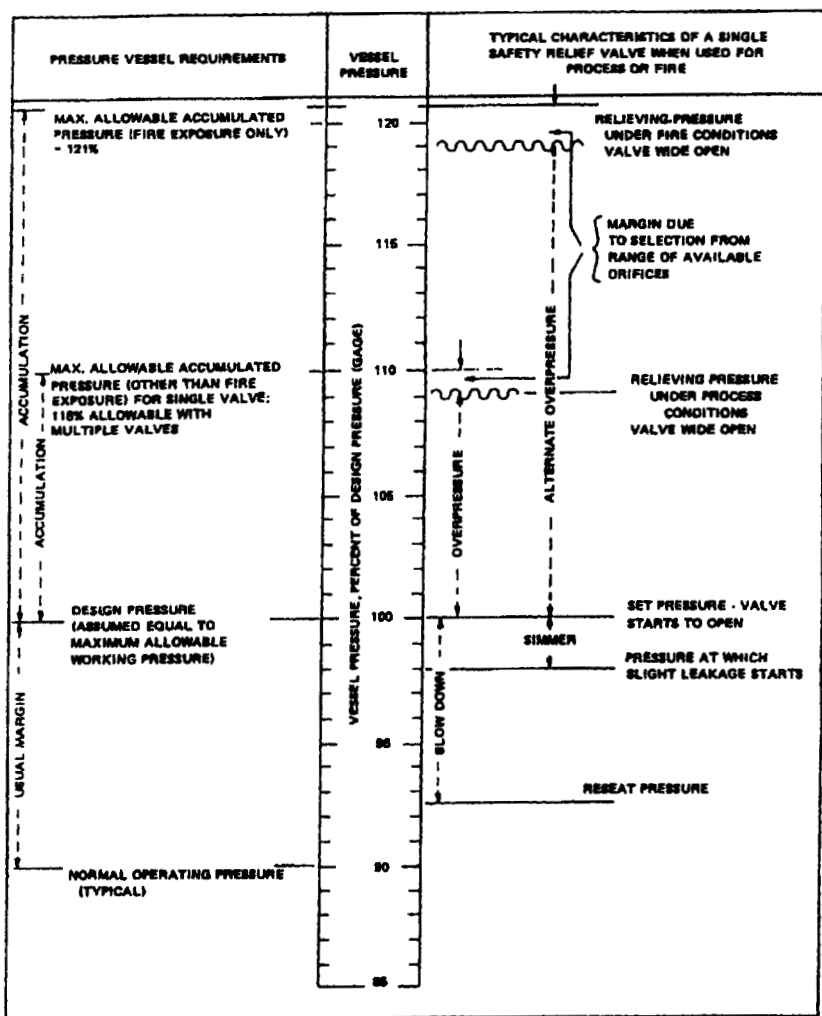 PRESSURE VESSEL REQUIREMENTS
VESSEL
PRESSURE
TYPICAL CHARACTERISTICS OF A SINGLE
SAFETY RELIEF VALVE WHEN USED FOR
PROCESS OR FIRE
MAX. ALLOWABLE ACCUMULATED
PRESSURE (FIRE EXPOSURE ONLY)
- 121%
ACCUMULATION
MAX. ALLOWABLE ACCUMULATED
PRESSURE (OTHER THAN FIRE
EXPOSURE) FOR SINGLE VALVE;
116% ALLOWABLE WITH
MULTIPLE VALVES
ACCUMULATION
DESIGN PRESSURE
(ASSUMED EQUAL TO
MAXIMUM ALLOWABLE
WORKING PRESSURE)
USUAL MARGIN
NORMAL OPERATING PRESSURE
(TYPICAL)
VESSEL PRESSURE, PERCENT OF DESIGN PRESSURE (GAGE)
120
115
110
105
100
95
90
85
RELIEVING PRESSURE
UNDER FIRE CONDITIONS
VALVE WIDE OPEN
MARGIN DUE
TO SELECTION FROM
RANGE OF AVAILABLE
ORIFICES
ALTERNATE OVERPRESSURE
RELIEVING PRESSURE
UNDER PROCESS
CONDITIONS
VALVE WIDE OPEN
OVERPRESSURE
SET PRESSURE - VALVE
STARTS TO OPEN
SIMMER
PRESSURE AT WHICH
SLIGHT LEAKAGE STARTS
BLOW DOWN
RESEAT PRESSURE